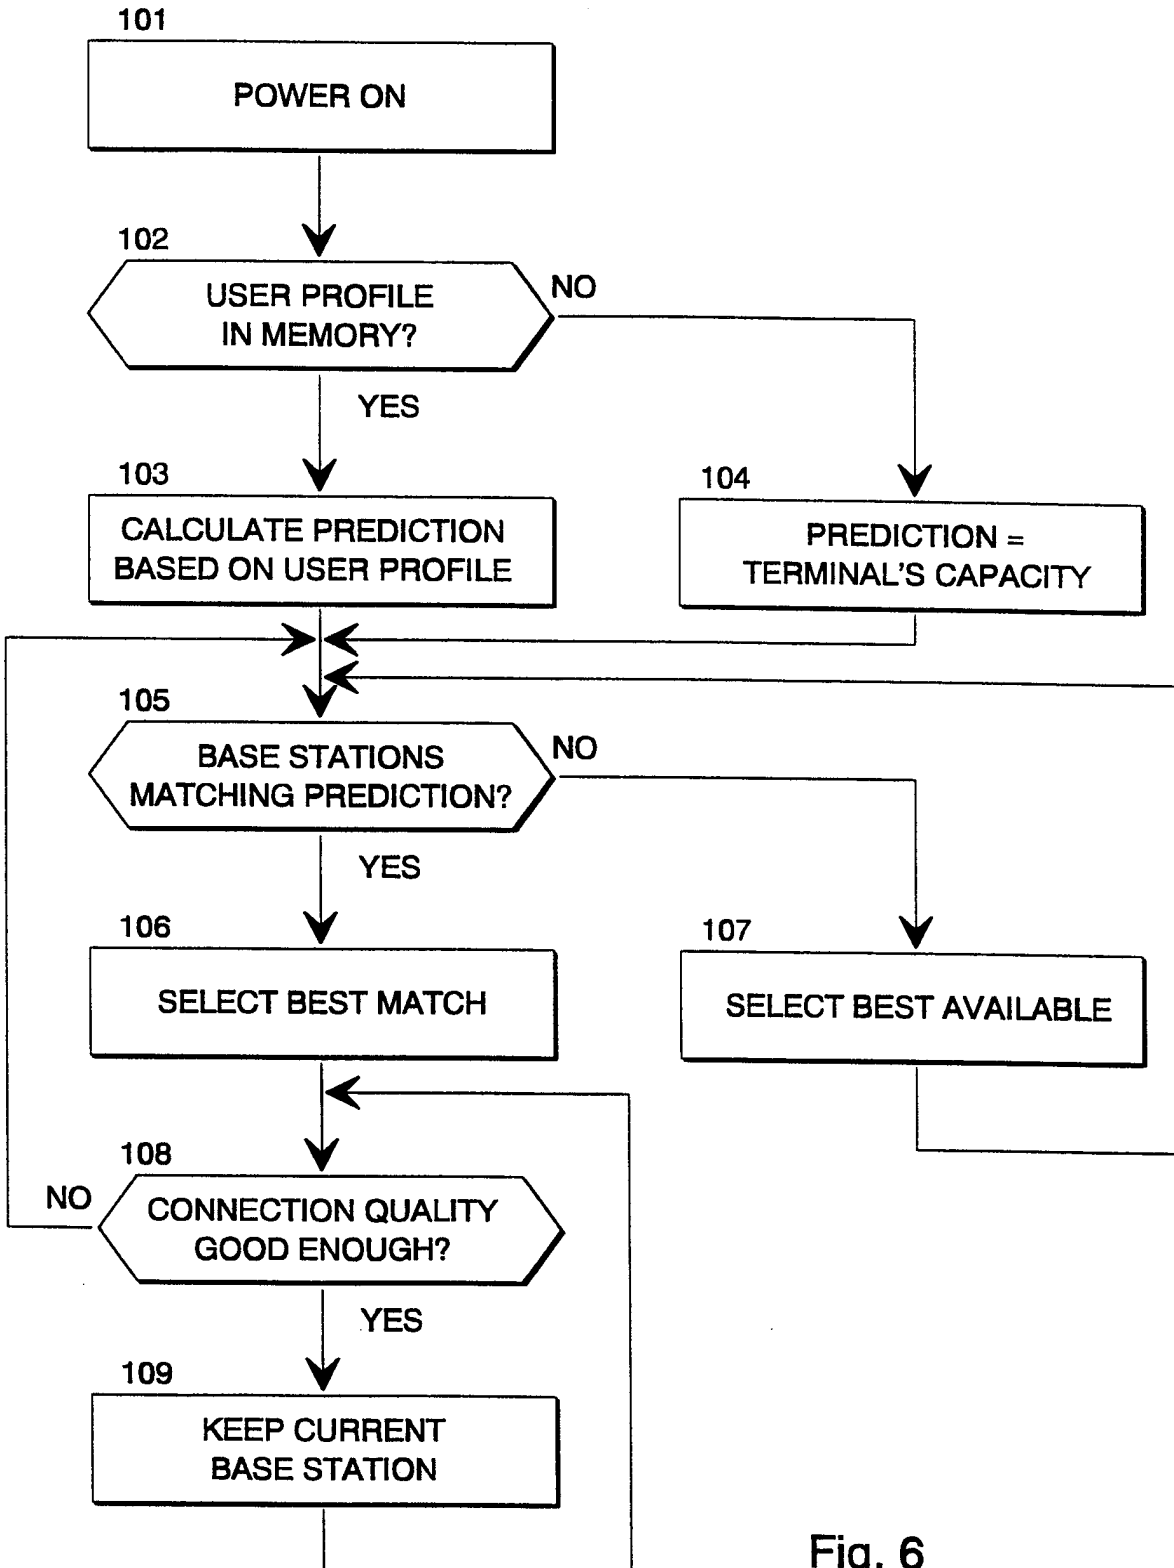 101
POWER ON
102
USER PROFILE
IN MEMORY?
NO
YES
103
CALCULATE PREDICTION
BASED ON USER PROFILE
104
PREDICTION =
TERMINAL'S CAPACITY
105
BASE STATIONS
MATCHING PREDICTION?
NO
YES
106
SELECT BEST MATCH
107
SELECT BEST AVAILABLE
108
NO
CONNECTION QUALITY
GOOD ENOUGH?
YES
109
KEEP CURRENT
BASE STATION
Fig. 6